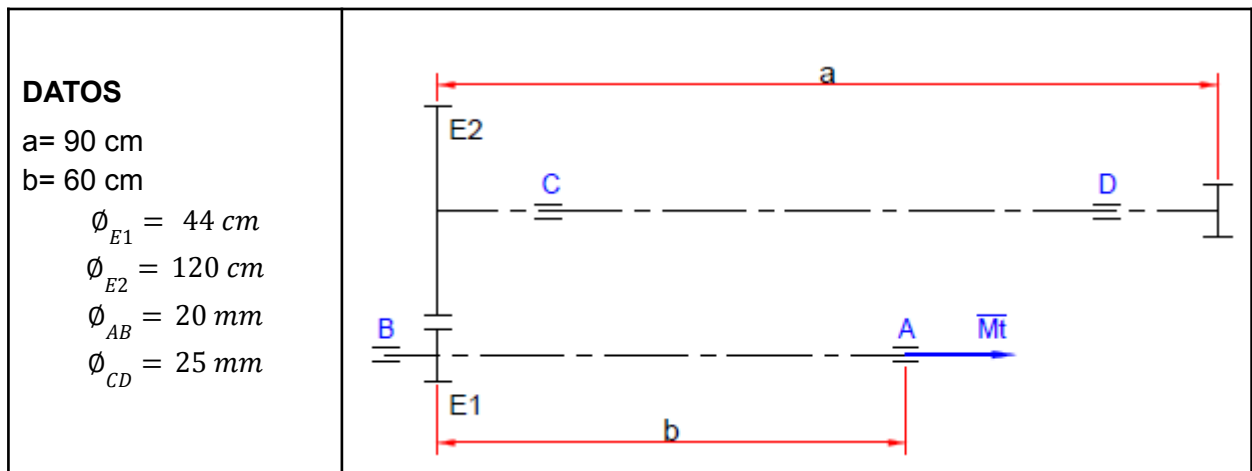 DATOS
a= 90 cm
b= 60 cm
∅E1 = 44 cm
∅E2 = 120 cm
∅AB = 20 mm
∅CD = 25 mm
a
E2
C
D
B
A
Mt
E1
b